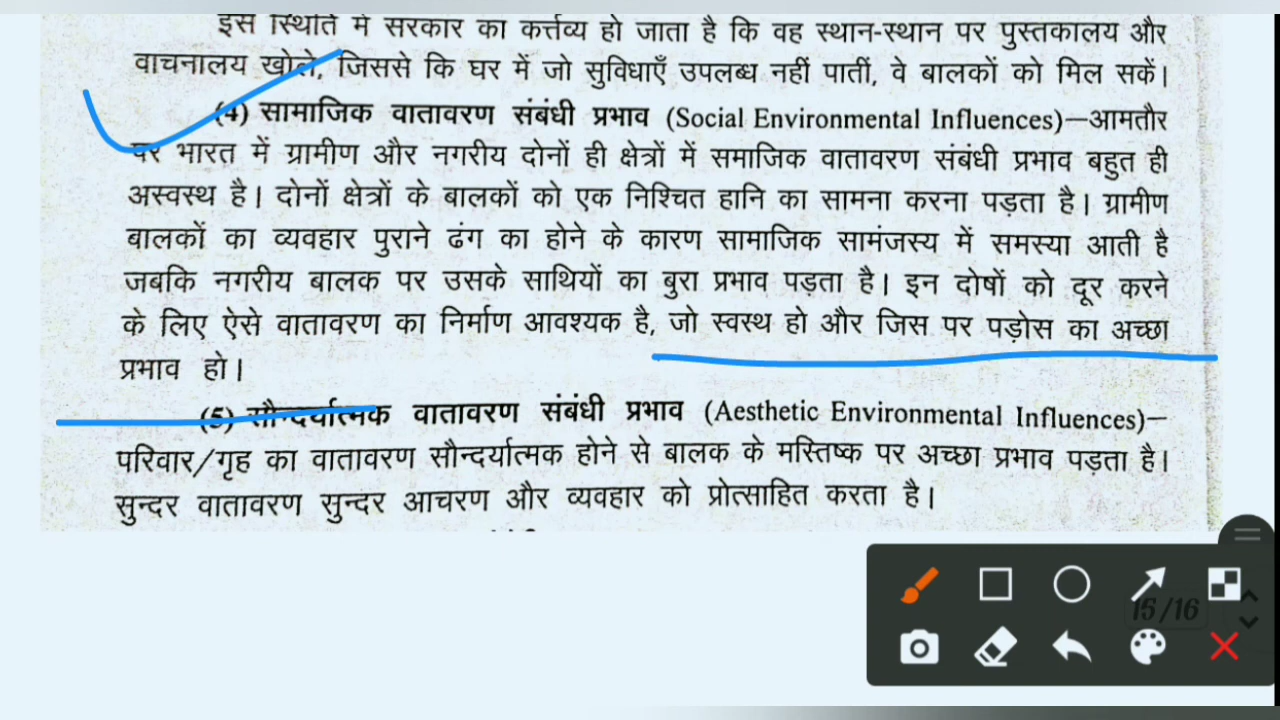 इस स्थिति में सरकार का कर्त्तव्य हो जाता है कि वह स्थान-स्थान पर पुस्तकालय और
वाचनालय खोले, जिससे कि घर में जो सुविधाएँ उपलब्ध नहीं पातीं, वे बालकों को मिल सकें।
(4) सामाजिक वातावरण संबंधी प्रभाव (Social Environmental Influences)—आमतौर
पर भारत में ग्रामीण और नगरीय दोनों ही क्षेत्रों में समाजिक वातावरण संबंधी प्रभाव बहुत ही
अस्वस्थ है। दोनों क्षेत्रों के बालकों को एक निश्चित हानि का सामना करना पड़ता है। ग्रामीण
बालकों का व्यवहार पुराने ढंग का होने के कारण सामाजिक सामंजस्य में समस्या आती है
जबकि नगरीय बालक पर उसके साथियों का बुरा प्रभाव पड़ता है। इन दोषों को दूर करने
के लिए ऐसे वातावरण का निर्माण आवश्यक है, जो स्वस्थ हो और जिस पर पड़ोस का अच्छा
प्रभाव हो।
(5) सौन्दर्यात्मक वातावरण संबंधी प्रभाव (Aesthetic Environmental Influences)—
परिवार/गृह का वातावरण सौन्दर्यात्मक होने से बालक के मस्तिष्क पर अच्छा प्रभाव पड़ता है।
सुन्दर वातावरण सुन्दर आचरण और व्यवहार को प्रोत्साहित करता है।
15/16